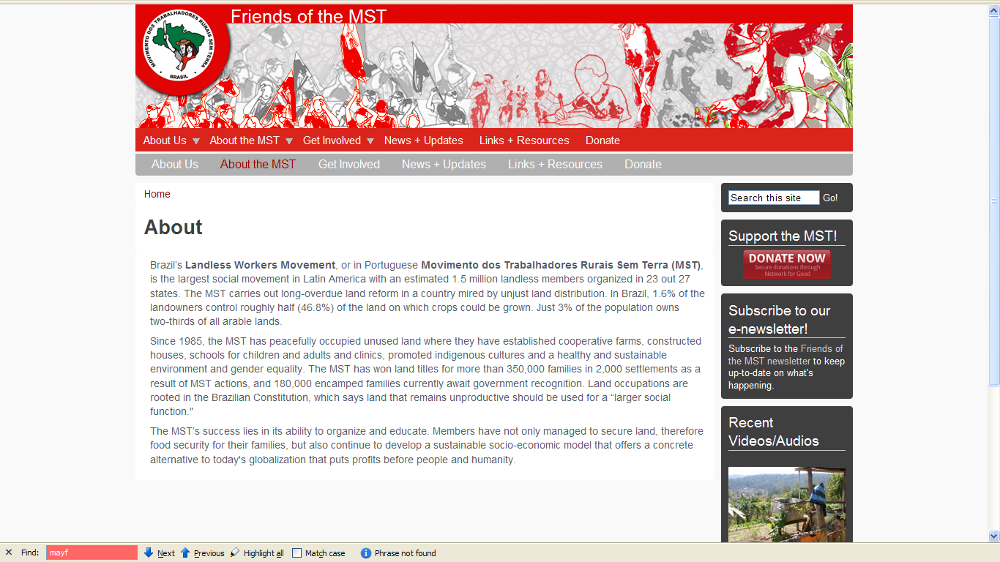 Friends of the MST
MOVIMENTO DOS TRABALHADORES RURAIS SEM TERRA
• BRASIL •
About Us About the MST Get Involved News + Updates Links + Resources Donate
About Us About the MST Get Involved News + Updates Links + Resources Donate
Home
About
Brazil’s Landless Workers Movement, or in Portuguese Movimento dos Trabalhadores Rurais Sem Terra (MST),
is the largest social movement in Latin America with an estimated 1.5 million landless members organized in 23 out 27
states. The MST carries out long-overdue land reform in a country mired by unjust land distribution. In Brazil, 1.6% of the
landowners control roughly half (46.8%) of the land on which crops could be grown. Just 3% of the population owns
two-thirds of all arable lands.
Since 1985, the MST has peacefully occupied unused land where they have established cooperative farms, constructed
houses, schools for children and adults and clinics, promoted indigenous cultures and a healthy and sustainable
environment and gender equality. The MST has won land titles for more than 350,000 families in 2,000 settlements as a
result of MST actions, and 180,000 encamped families currently await government recognition. Land occupations are
rooted in the Brazilian Constitution, which says land that remains unproductive should be used for a “larger social
function."
The MST’s success lies in its ability to organize and educate. Members have not only managed to secure land, therefore
food security for their families, but also continue to develop a sustainable socio-economic model that offers a concrete
alternative to today's globalization that puts profits before people and humanity.
Search this site Go!
Support the MST!
DONATE NOW
Secure donations through
Network for Good
Subscribe to our
e-newsletter!
Subscribe to the Friends of
the MST newsletter to keep
up-to-date on what's
happening.
Recent
Videos/Audios
Find: mayf Next Previous Highlight all Match case Phrase not found